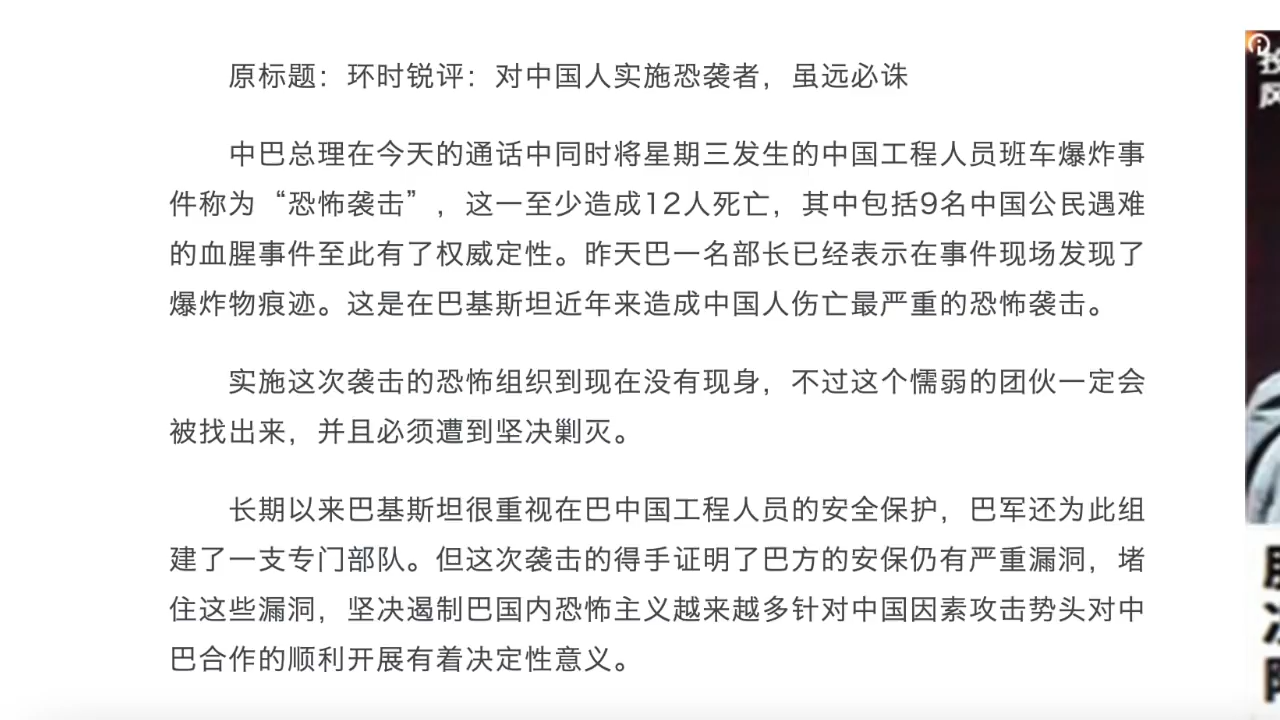 原标题：环时锐评：对中国人实施恐袭者，虽远必诛
中巴总理在今天的通话中同时将星期三发生的中国工程人员班车爆炸事
件称为“恐怖袭击”，这一至少造成12人死亡，其中包括9名中国公民遇难
的血腥事件至此有了权威定性。昨天巴一名部长已经表示在事件现场发现了
爆炸物痕迹。这是在巴基斯坦近年来造成中国人伤亡最严重的恐怖袭击。
实施这次袭击的恐怖组织到现在没有现身，不过这个懦弱的团伙一定会
被找出来，并且必须遭到坚决剿灭。
长期以来巴基斯坦很重视在巴中国工程人员的安全保护，巴军还为此组
建了一支专门部队。但这次袭击的得手证明了巴方的安保仍有严重漏洞，堵
住这些漏洞，坚决遏制巴国内恐怖主义越来越多针对中国因素攻击势头对中
巴合作的顺利开展有着决定性意义。